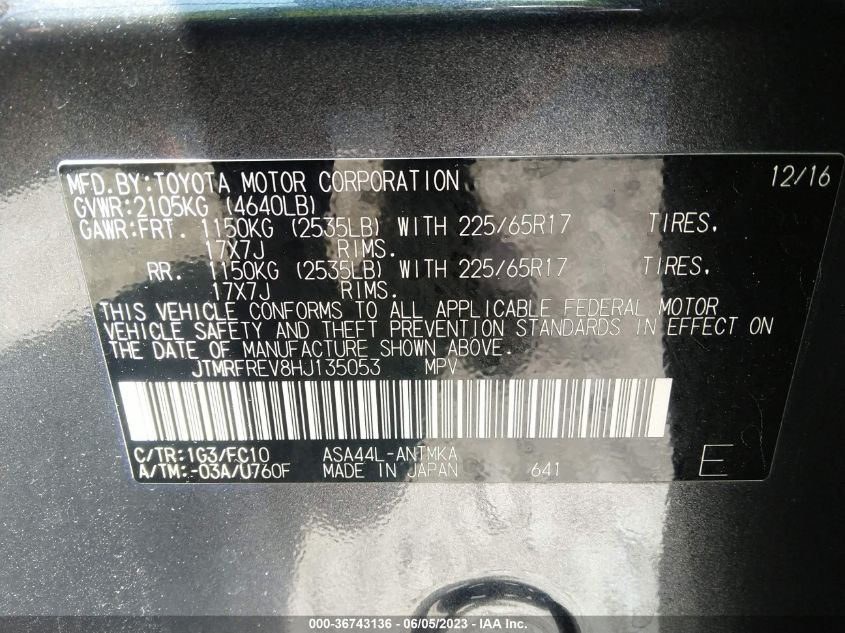 MFD.BY:TOYOTA MOTOR CORPORATION 12/16
GVWR:2105KG (4640LB)
GAWR:FRT. 1150KG (2535LB) WITH 225/65R17 TIRES,
17X7J RIMS.
RR. 1150KG (2535LB) WITH 225/65R17 TIRES,
17X7J RIMS.
THIS VEHICLE CONFORMS TO ALL APPLICABLE FEDERAL MOTOR
VEHICLE SAFETY AND THEFT PREVENTION STANDARDS IN EFFECT ON
THE DATE OF MANUFACTURE SHOWN ABOVE.
JTMRFREV8HJ135053 MPV
C/TR:1G3/FC10 ASA44L-ANTMKA
A/TM:-03A/U760F MADE IN JAPAN 641 E
000-36743136 - 06/05/2023 - IAA Inc.